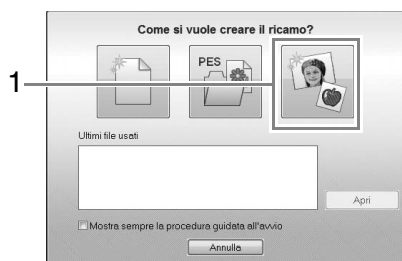 Come si vuole creare il ricamo?
PES
1
Ultimi file usati
Apri
Mostra sempre la procedura guidata all'avvio
Annulla